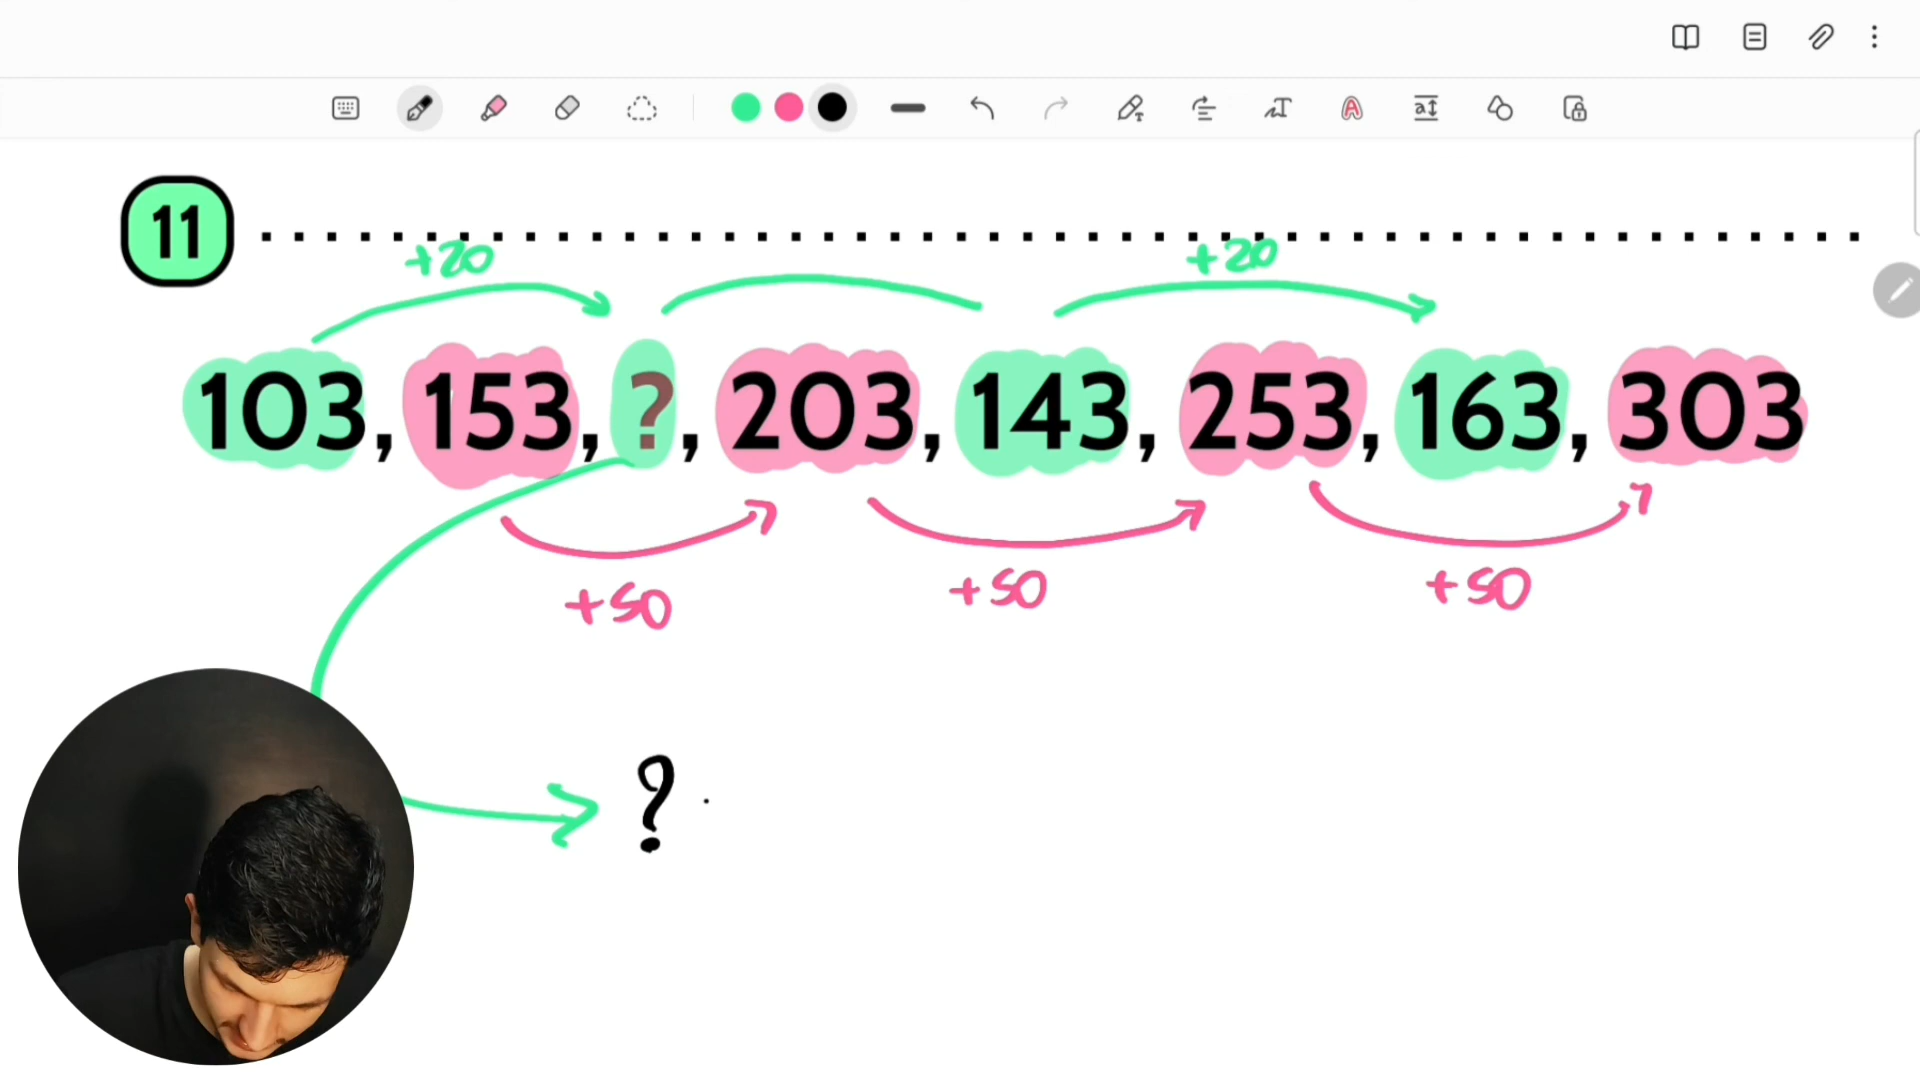 11
+20 +20
103, 153, ?, 203, 143, 253, 163, 303
+50 +50 +50
?